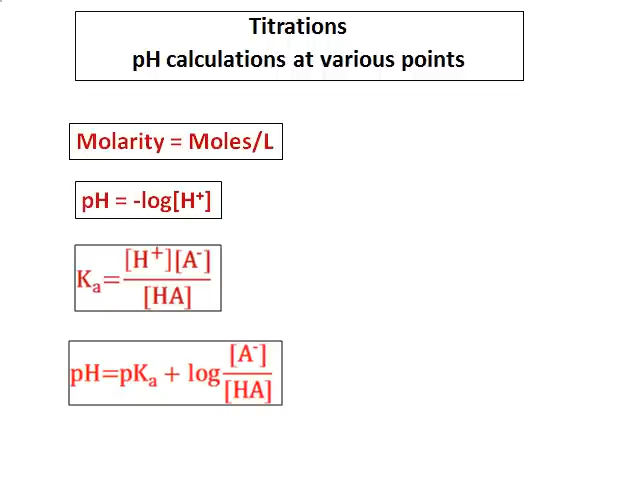 Titrations
pH calculations at various points
Molarity = Moles/L
pH = -log[H⁺]
Kₐ=[H⁺][A⁻]/[HA]
pH=pKₐ + log[A⁻]/[HA]